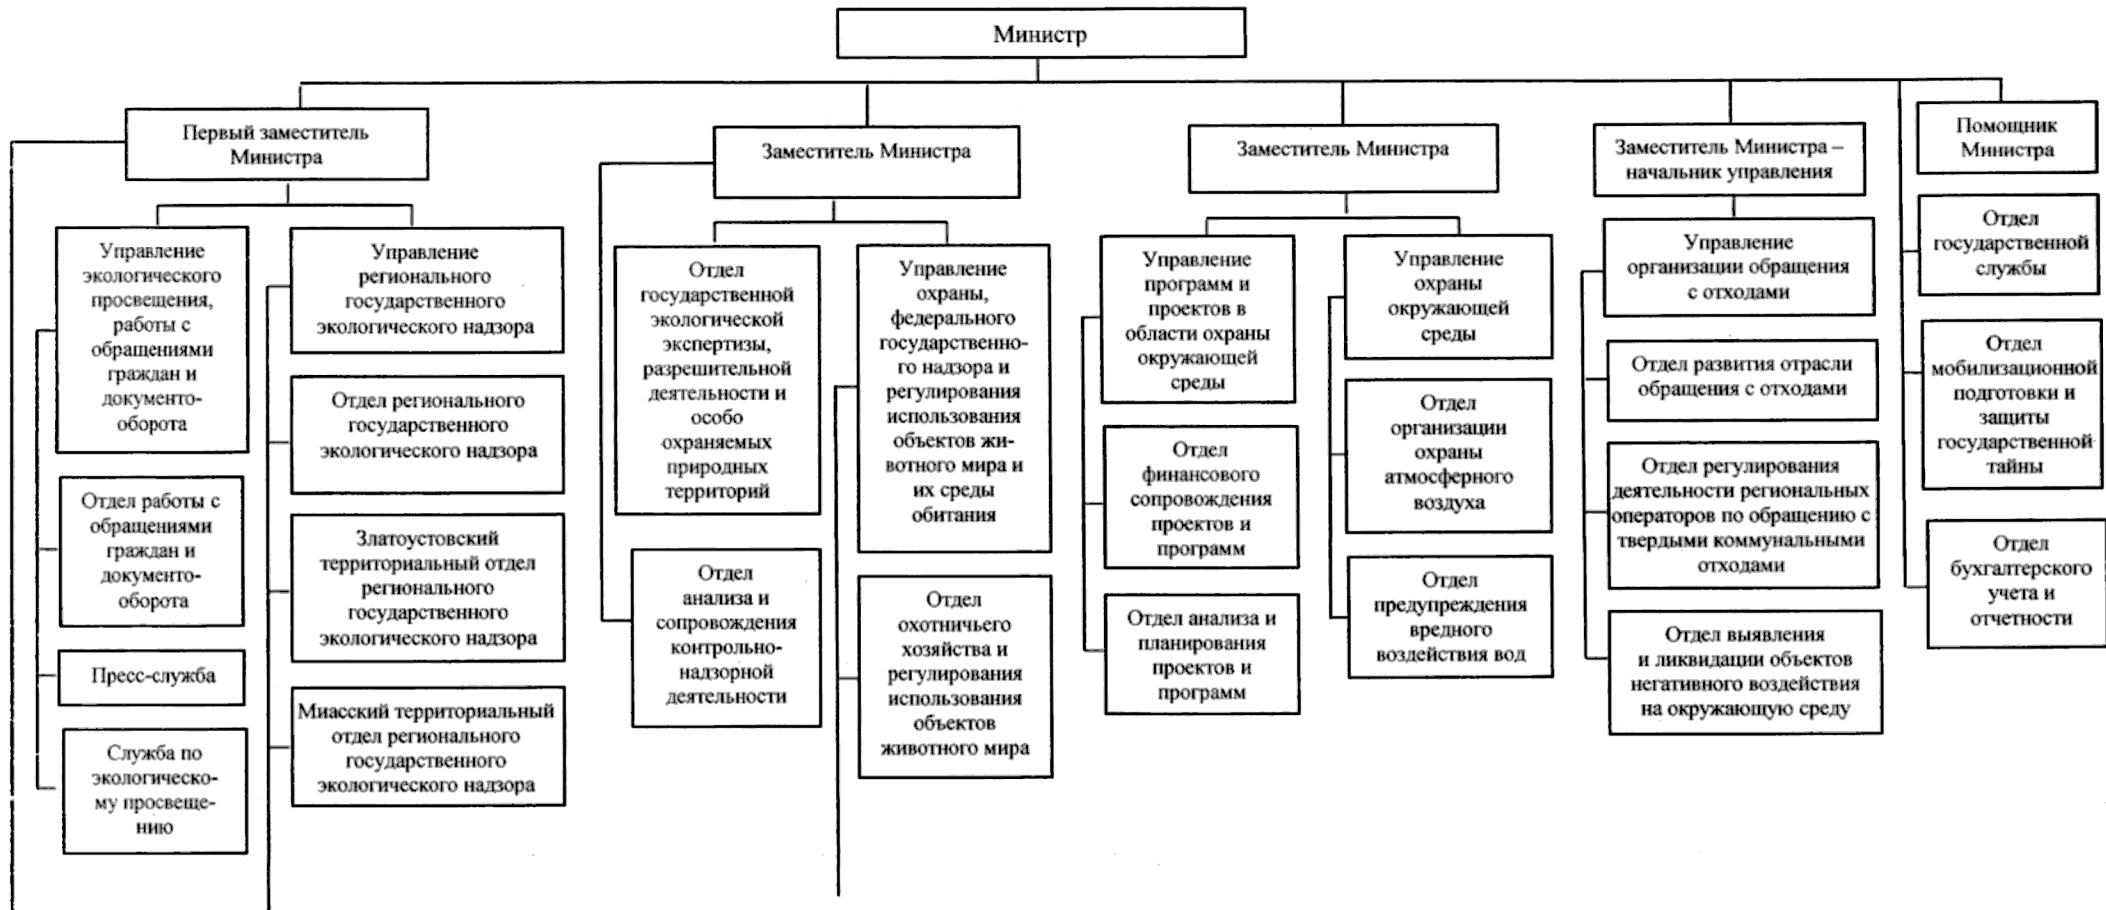 Министр
Первый заместитель
Министра
Заместитель Министра
Заместитель Министра
Заместитель Министра –
начальник управления
Помощник
Министра
Управление
экологического
просвещения,
работы с
обращениями
граждан и
документо-
оборота
Отдел работы с
обращениями
граждан и
документо-
оборота
Пресс-служба
Служба по
экологическо-
му просвеще-
нию
Управление
регионального
государственного
экологического надзора
Отдел регионального
государственного
экологического надзора
Златоустовский
территориальный отдел
регионального
государственного
экологического надзора
Миасский территориальный
отдел регионального
государственного
экологического надзора
Отдел
государственной
экологической
экспертизы,
разрешительной
деятельности и
особо
охраняемых
природных
территорий
Отдел
анализа и
сопровождения
контрольно-
надзорной
деятельности
Управление
охраны,
федерального
государственно-
го надзора и
регулирования
использования
объектов жи-
вотного мира и
их среды
обитания
Отдел
охотничьего
хозяйства и
регулирования
использования
объектов
животного мира
Управление
программ и
проектов в
области охраны
окружающей
среды
Отдел
финансового
сопровождения
проектов и
программ
Отдел анализа и
планирования
проектов и
программ
Управление
охраны
окружающей
среды
Отдел
организации
охраны
атмосферного
воздуха
Отдел
предупреждения
вредного
воздействия вод
Управление
организации обращения
с отходами
Отдел развития отрасли
обращения с отходами
Отдел регулирования
деятельности региональных
операторов по обращению с
твердыми коммунальными
отходами
Отдел выявления
и ликвидации объектов
негативного воздействия
на окружающую среду
Отдел
государственной
службы
Отдел
мобилизационной
подготовки и
защиты
государственной
тайны
Отдел
бухгалтерского
учета и
отчетности